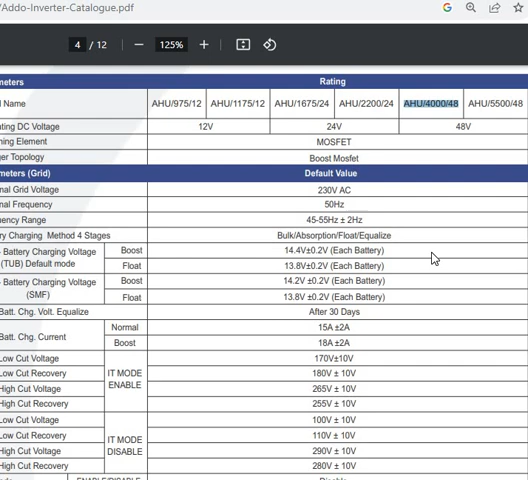 /Addo-Inverter-Catalogue.pdf
4 / 12 — 125% +
meters Rating
l Name AHU/975/12 AHU/1175/12 AHU/1675/24 AHU/2200/24 AHU/4000/48 AHU/5500/48
ating DC Voltage 12V 24V 48V
hing Element MOSFET
ger Topology Boost Mosfet
meters (Grid) Default Value
nal Grid Voltage 230V AC
nal Frequency 50Hz
uency Range 45-55Hz ± 2Hz
ry Charging Method 4 Stages Bulk/Absorption/Float/Equalize
- Battery Charging Voltage (TUB) Default mode Boost 14.4V±0.2V (Each Battery)
Float 13.8V±0.2V (Each Battery)
- Battery Charging Voltage (SMF) Boost 14.2V ±0.2V (Each Battery)
Float 13.8V ±0.2V (Each Battery)
Batt. Chg. Volt. Equalize After 30 Days
Batt. Chg. Current Normal 15A ±2A
Boost 18A ±2A
Low Cut Voltage IT MODE ENABLE 170V±10V
Low Cut Recovery 180V ± 10V
High Cut Voltage 265V ± 10V
High Cut Recovery 255V ± 10V
Low Cut Voltage IT MODE DISABLE 100V ± 10V
Low Cut Recovery 110V ± 10V
High Cut Voltage 290V ± 10V
High Cut Recovery 280V ± 10V